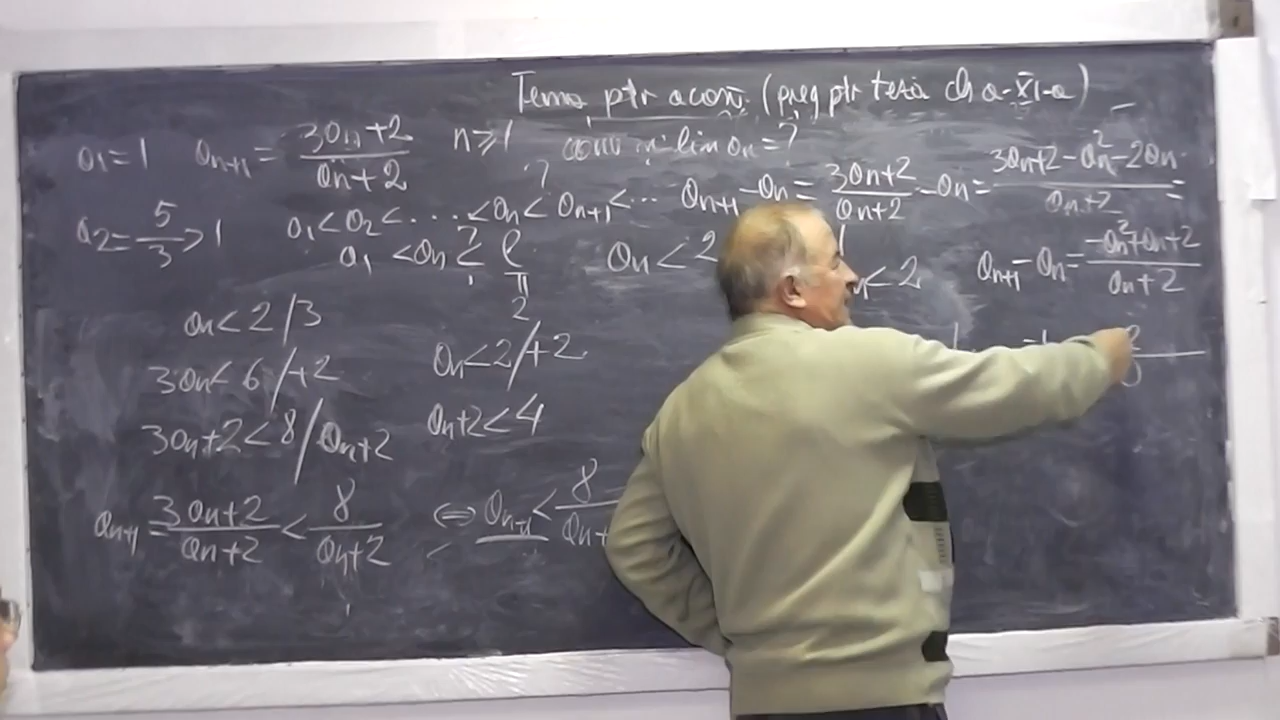 Tema ptr acasă (preg ptr teza cls a-XI-a)
a₁=1 aₙ₊₁ = (3aₙ+2)/(aₙ+2) n≥1 lim aₙ=?
a₂=5/3>1 a₁<a₂<....<aₙ<aₙ₊₁<... ? aₙ₊₁-aₙ = (3aₙ+2)/(aₙ+2) -aₙ= (3aₙ+2-aₙ²-2aₙ)/(aₙ+2) =
a₁ <aₙ ≤ l ? aₙ<2 <2 aₙ₊₁-aₙ= (-aₙ²+aₙ+2)/(aₙ+2)
2
aₙ<2/3
3aₙ<6/+2 aₙ<2/+2
3aₙ+2<8/aₙ+2 aₙ+2<4
aₙ₊₁ = (3aₙ+2)/(aₙ+2) < 8/(aₙ+2) ⇔ aₙ₊₁<8/(aₙ+